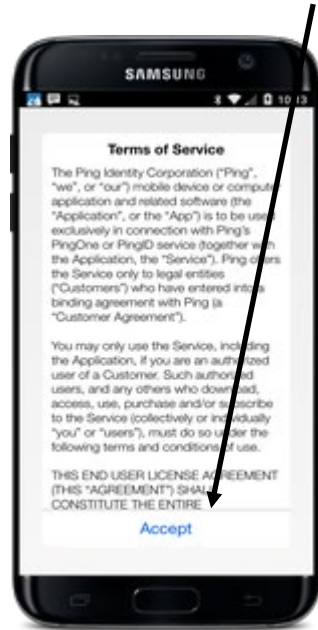 SAMSUNG
10:13
Terms of Service
The Ping Identity Corporation ("Ping",
"we", or "our") mobile device or computer
application and related software (the
"Application", or the "App") is to be used
exclusively in connection with Ping's
PingOne or PingID service (together with
the Application, the "Service"). Ping offers
the Service only to legal entities
("Customers") who have entered into a
binding agreement with Ping (a
"Customer Agreement").
You may only use the Service, including
the Application, if you are an authorized
user of a Customer. Such authorized
users, and any others who download,
access, use, purchase and/or subscribe
to the Service (collectively or individually
"you" or "users"), must do so under the
following terms and conditions of use.
THIS END USER LICENSE AGREEMENT
(THIS "AGREEMENT") SHALL
CONSTITUTE THE ENTIRE
Accept